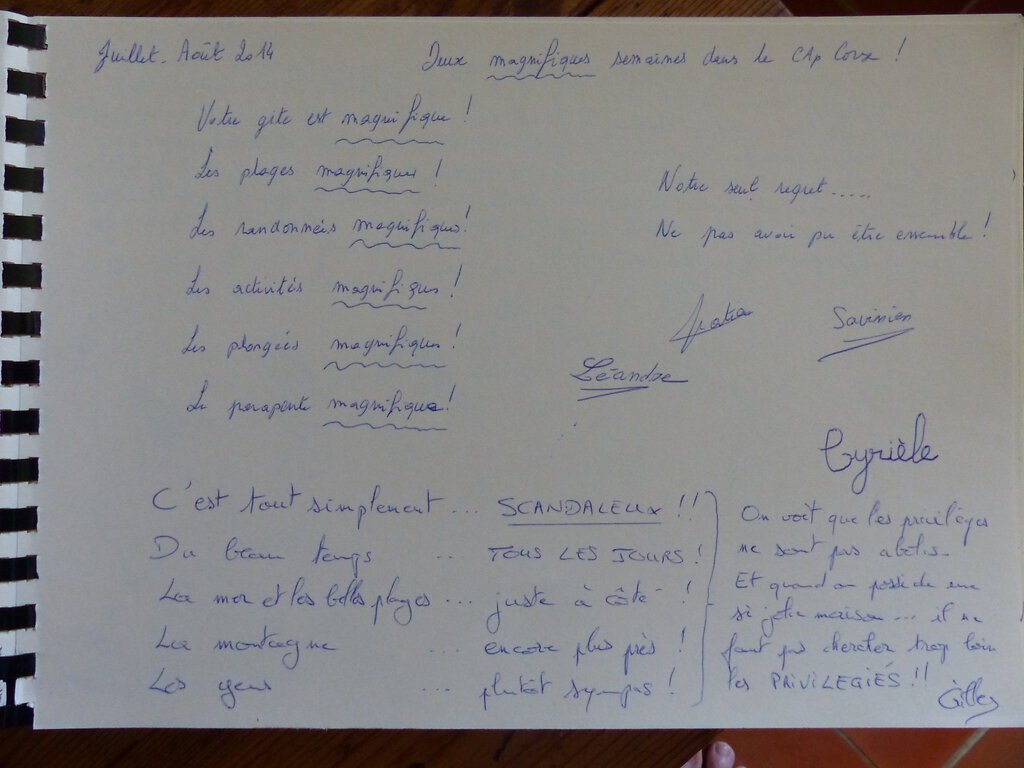 Juillet. Août 2014
Deux magnifiques semaines dans le CAp Corse !
Votre gite est magnifique !
Les plages magnifiques !
Les randonnées magnifiques !
Les activités magnifiques !
Les plongées magnifiques !
Le parapente magnifique !
Notre seul regret.....
Ne pas avoir pu être ensemble !
Savinien
Léandre
Cyrièle
C'est tout simplement ... SCANDALEUX !!
Du beau temps ... TOUS LES JOURS !
La mer et les belles plages ... juste à côté !
La montagne ... encore plus près !
Les gens ... plutôt sympas !
On voit que les privilèges
ne sont pas abolis.
Et quand on possède une
si jolie maison ... il ne
faut pas chercher trop loin
les PRIVILEGIÉS !!
Gilles